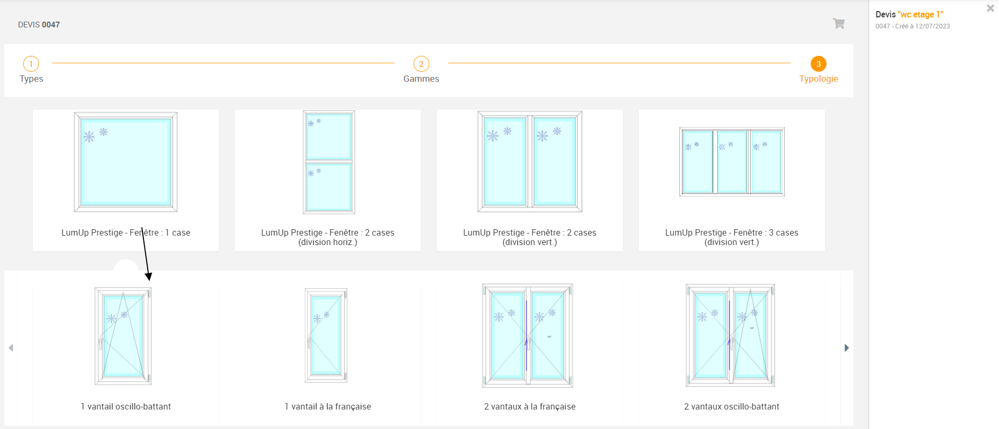 DEVIS 0047
Devis "wc etage 1"
0047 - Créé à 12/07/2023
1
2
3
Types
Gammes
Typologie
LumUp Prestige - Fenêtre : 1 case
LumUp Prestige - Fenêtre : 2 cases
(division horiz.)
LumUp Prestige - Fenêtre : 2 cases
(division vert.)
LumUp Prestige - Fenêtre : 3 cases
(division vert.)
1 vantail oscillo-battant
1 vantail à la française
2 vantaux à la française
2 vantaux oscillo-battant